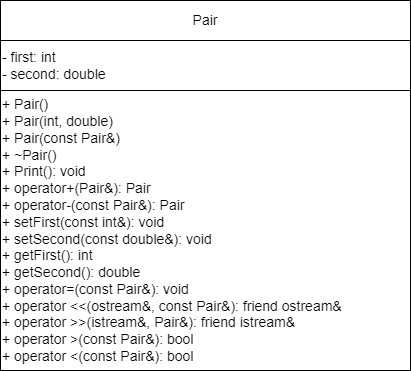 Pair
- first: int
- second: double
+ Pair()
+ Pair(int, double)
+ Pair(const Pair&)
+ ~Pair()
+ Print(): void
+ operator+(Pair&): Pair
+ operator-(const Pair&): Pair
+ setFirst(const int&): void
+ setSecond(const double&): void
+ getFirst(): int
+ getSecond(): double
+ operator=(const Pair&): void
+ operator <<(ostream&, const Pair&): friend ostream&
+ operator >>(istream&, Pair&): friend istream&
+ operator >(const Pair&): bool
+ operator <(const Pair&): bool